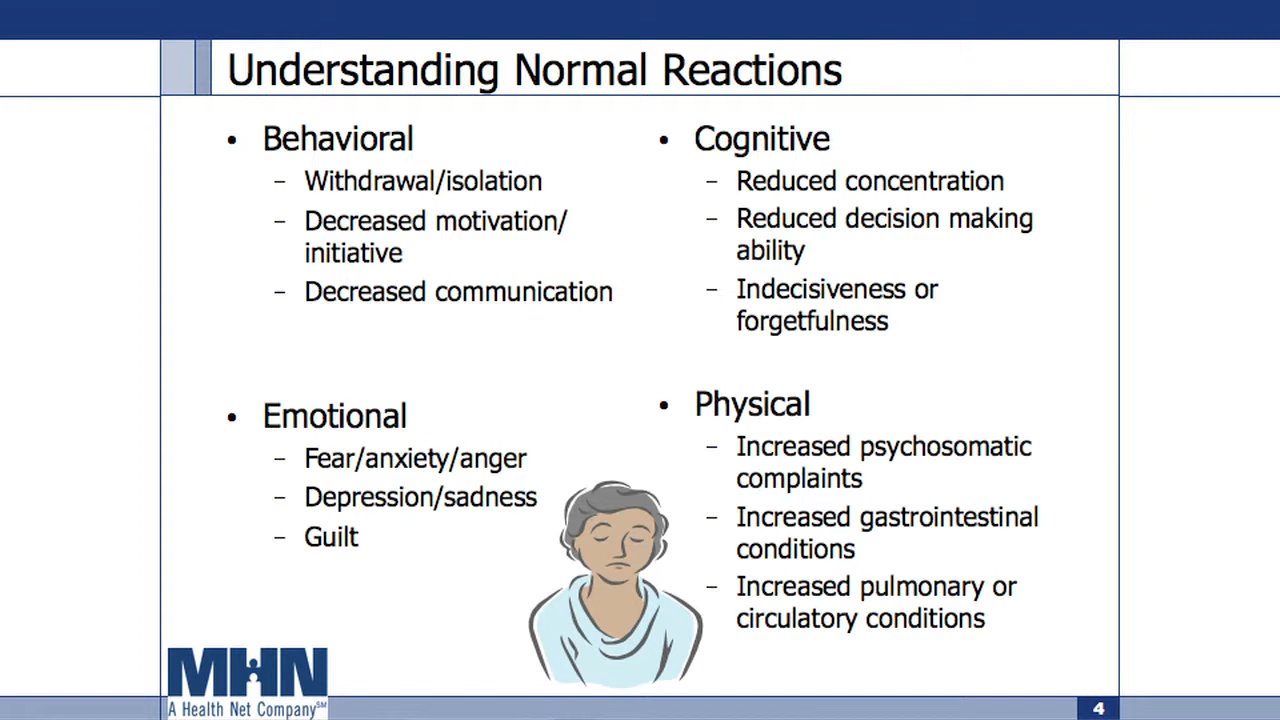 Understanding Normal Reactions
• Behavioral
– Withdrawal/isolation
– Decreased motivation/
initiative
– Decreased communication
• Emotional
– Fear/anxiety/anger
– Depression/sadness
– Guilt
• Cognitive
– Reduced concentration
– Reduced decision making
ability
– Indecisiveness or
forgetfulness
• Physical
– Increased psychosomatic
complaints
– Increased gastrointestinal
conditions
– Increased pulmonary or
circulatory conditions
MHN
A Health Net Company℠
4